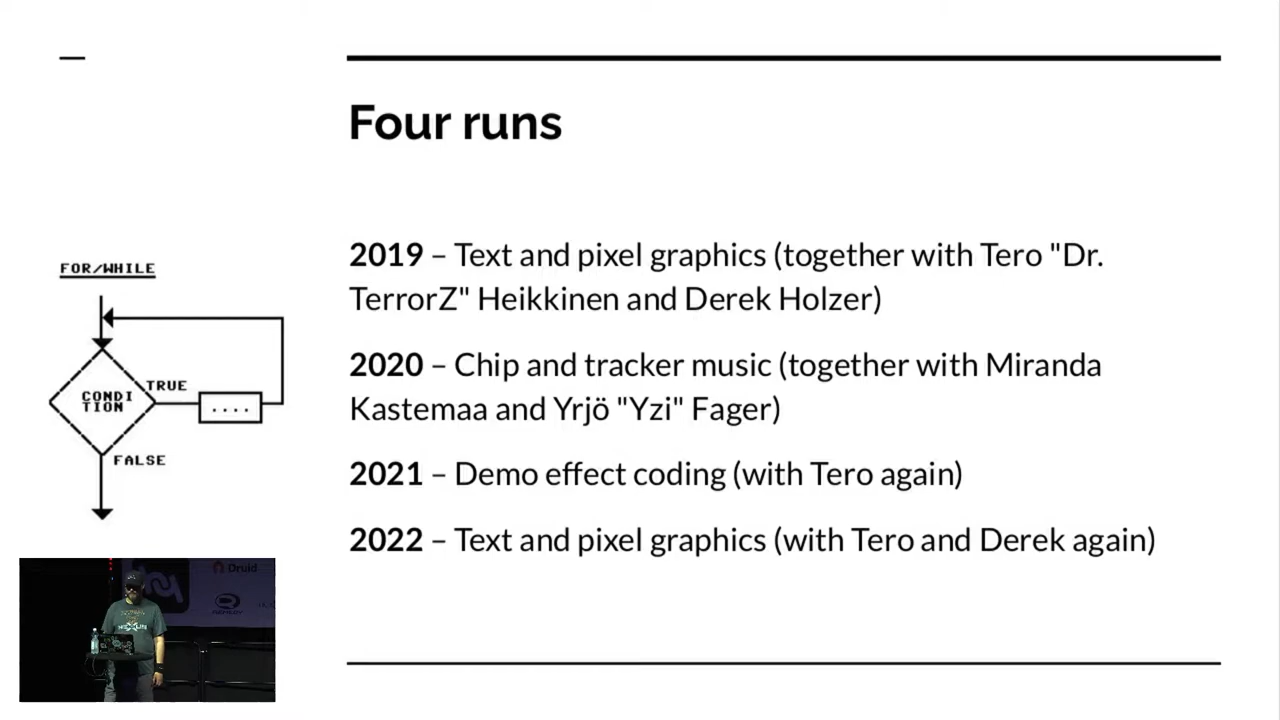 Four runs
2019 – Text and pixel graphics (together with Tero "Dr.
TerrorZ" Heikkinen and Derek Holzer)
2020 – Chip and tracker music (together with Miranda
Kastemaa and Yrjö "Yzi" Fager)
2021 – Demo effect coding (with Tero again)
2022 – Text and pixel graphics (with Tero and Derek again)
FOR/WHILE
CONDI
TION
TRUE
....
FALSE
Druid
REMEDY